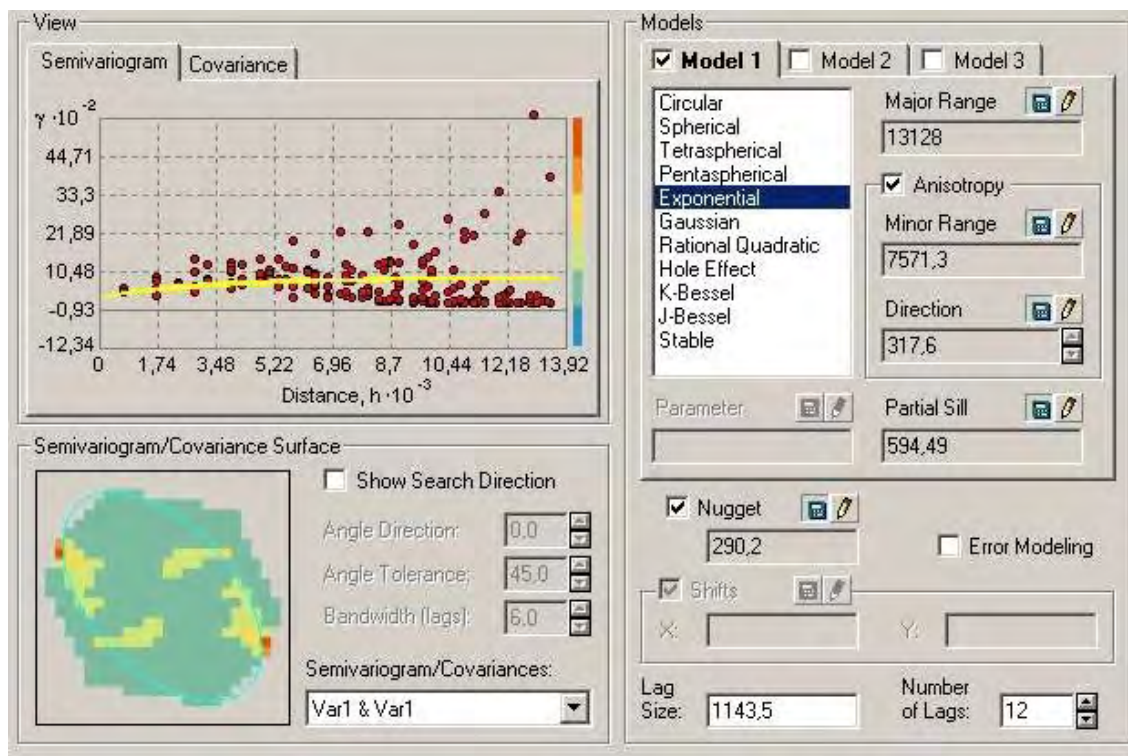 View
Semivariogram Covariance
γ ·10 -2
44,71
33,3
21,89
10,48
-0,93
-12,34
0 1,74 3,48 5,22 6,96 8,7 10,44 12,18 13,92
Distance, h ·10 -3
Semivariogram/Covariance Surface
Show Search Direction
Angle Direction: 0,0
Angle Tolerance: 45,0
Bandwidth (lags): 6,0
Semivariogram/Covariances:
Var1 & Var1
Models
Model 1 Model 2 Model 3
Circular
Spherical
Tetraspherical
Pentaspherical
Exponential
Gaussian
Rational Quadratic
Hole Effect
K-Bessel
J-Bessel
Stable
Major Range
13128
Anisotropy
Minor Range
7571,3
Direction
317,6
Parameter
Partial Sill
594,49
Nugget
290,2
Error Modeling
Shifts
X: Y:
Lag Size: 1143,5
Number of Lags: 12